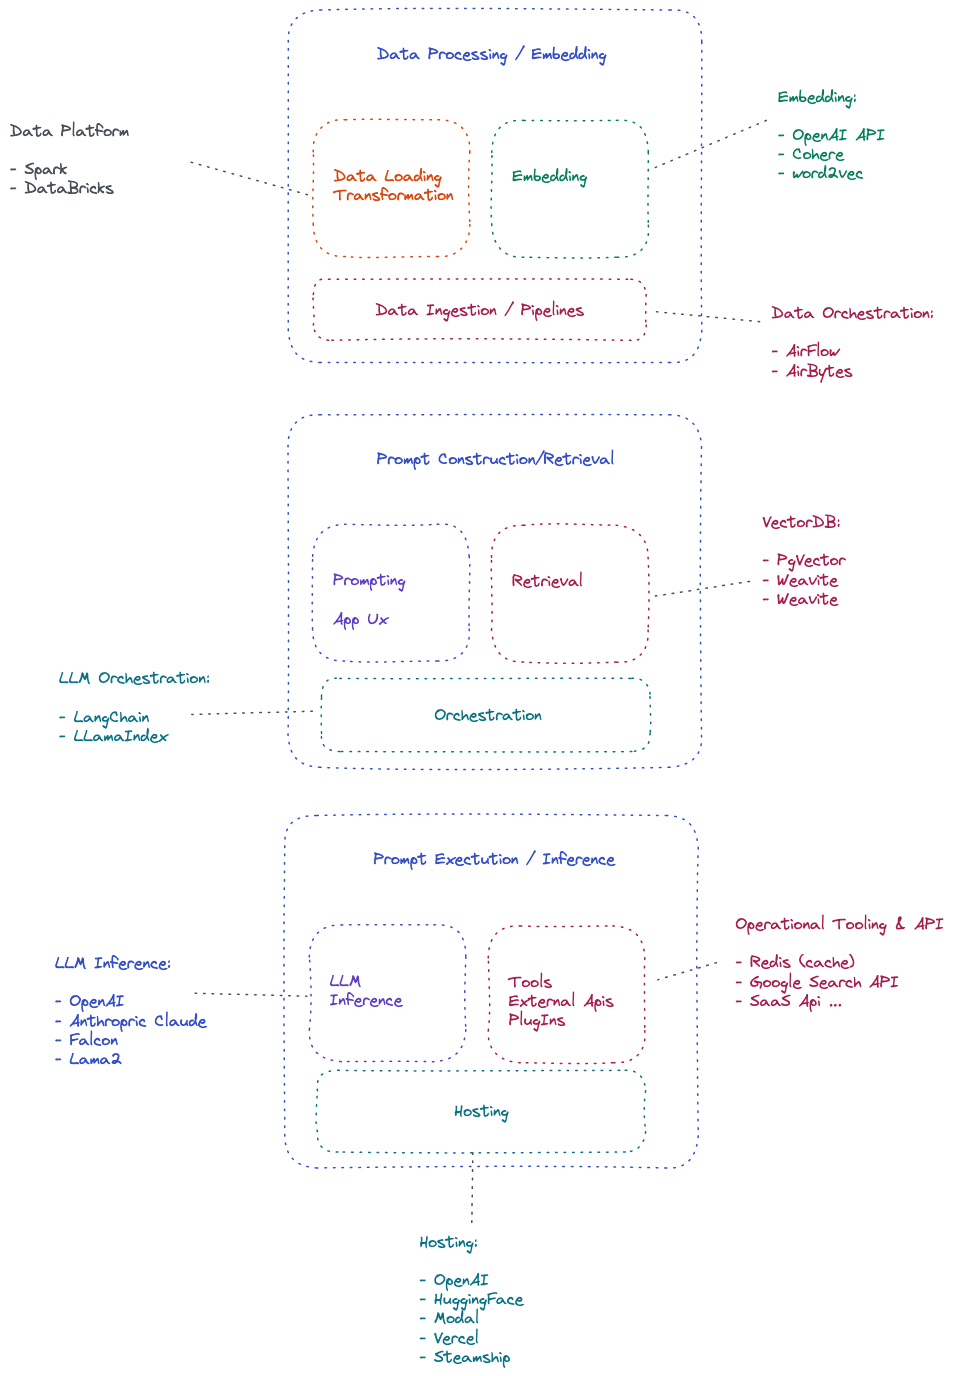 Data Processing / Embedding
Data Platform
- Spark
- DataBricks
Data Loading
Transformation
Embedding
Embedding:
- OpenAI API
- Cohere
- word2vec
Data Ingestion / Pipelines
Data Orchestration:
- AirFlow
- AirBytes
Prompt Construction/Retrieval
Prompting
App Ux
Retrieval
VectorDB:
- PgVector
- Weavite
- Weavite
LLM Orchestration:
- LangChain
- LLamaIndex
Orchestration
Prompt Exectution / Inference
LLM Inference:
- OpenAI
- Anthropric Claude
- Falcon
- Lama2
LLM
Inference
Tools
External Apis
PlugIns
Operational Tooling & API
- Redis (cache)
- Google Search API
- SaaS Api ...
Hosting
Hosting:
- OpenAI
- HuggingFace
- Modal
- Vercel
- Steamship